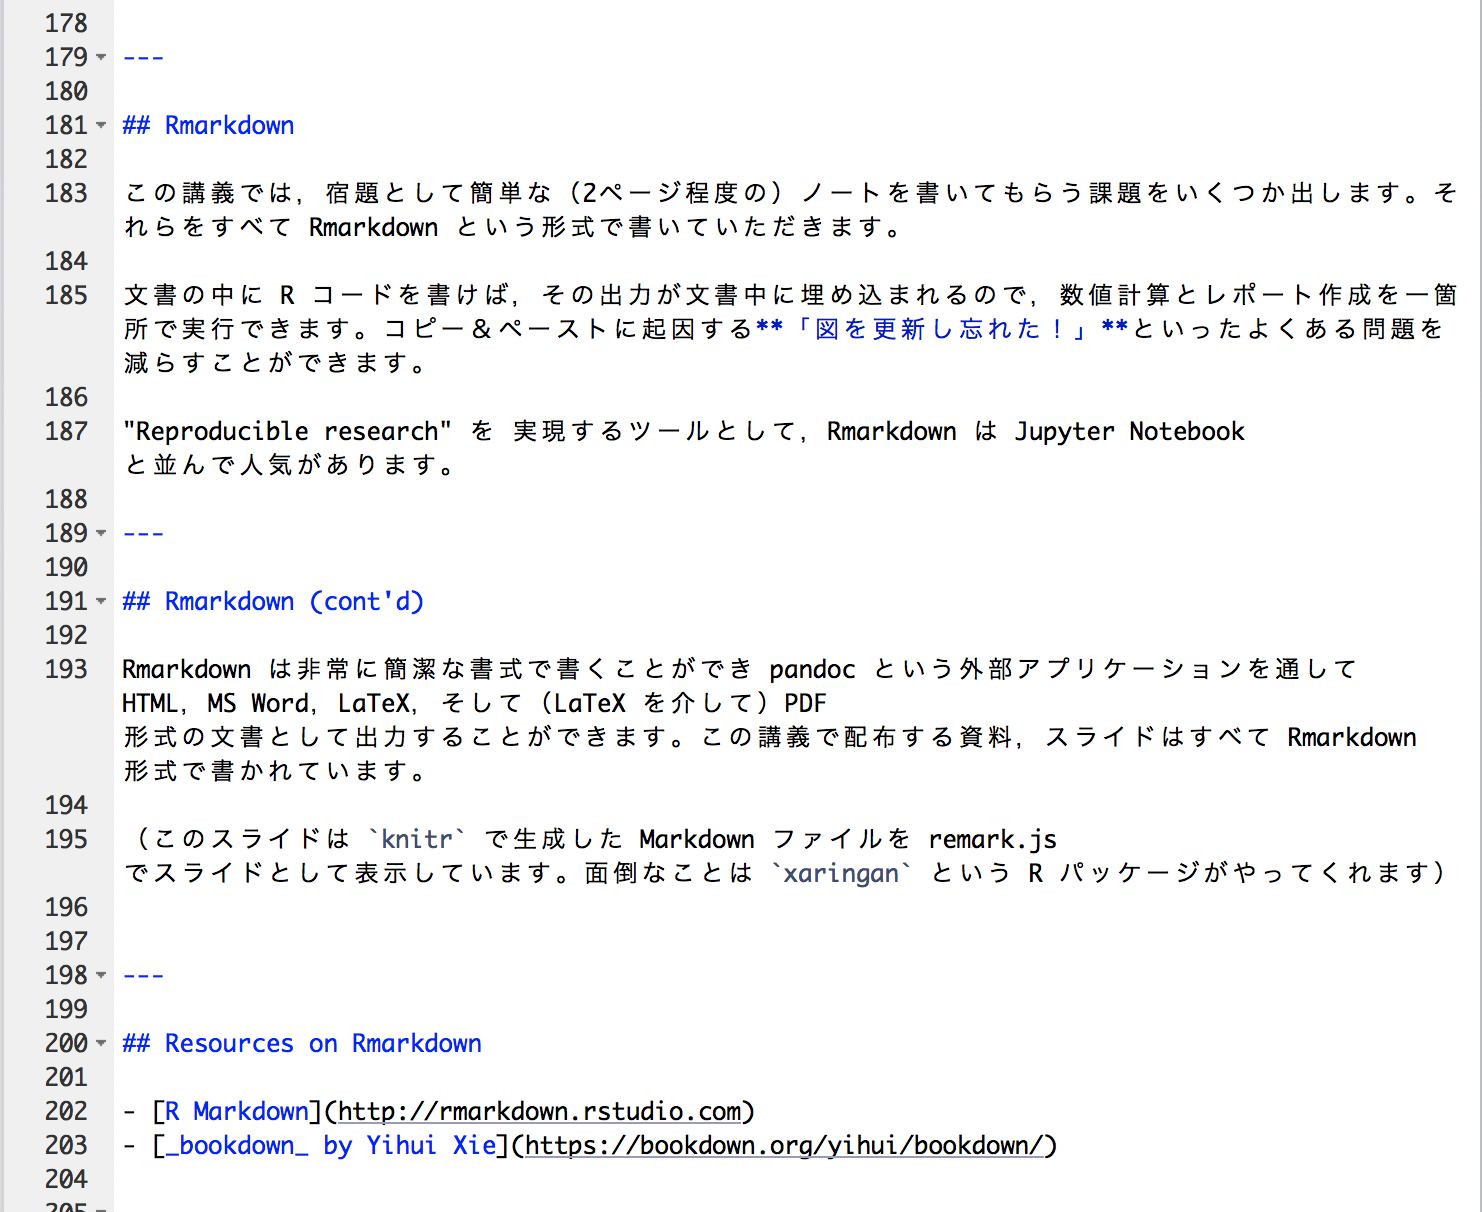 178
179 ---
180
181 ## Rmarkdown
182
183 この講義では，宿題として簡単な（2ページ程度の）ノートを書いてもらう課題をいくつか出します。そ
れらをすべて Rmarkdown という形式で書いていただきます。
184
185 文書の中に R コードを書けば，その出力が文書中に埋め込まれるので，数値計算とレポート作成を一箇
所で実行できます。コピー＆ペーストに起因する**「図を更新し忘れた！」**といったよくある問題を
減らすことができます。
186
187 "Reproducible research" を 実現するツールとして，Rmarkdown は Jupyter Notebook
と並んで人気があります。
188
189 ---
190
191 ## Rmarkdown (cont'd)
192
193 Rmarkdown は非常に簡潔な書式で書くことができ pandoc という外部アプリケーションを通して
HTML，MS Word，LaTeX，そして（LaTeX を介して）PDF
形式の文書として出力することができます。この講義で配布する資料，スライドはすべて Rmarkdown
形式で書かれています。
194
195 （このスライドは `knitr` で生成した Markdown ファイルを remark.js
でスライドとして表示しています。面倒なことは `xaringan` という R パッケージがやってくれます）
196
197
198 ---
199
200 ## Resources on Rmarkdown
201
202 - [R Markdown](http://rmarkdown.rstudio.com)
203 - [_bookdown_ by Yihui Xie](https://bookdown.org/yihui/bookdown/)
204
205